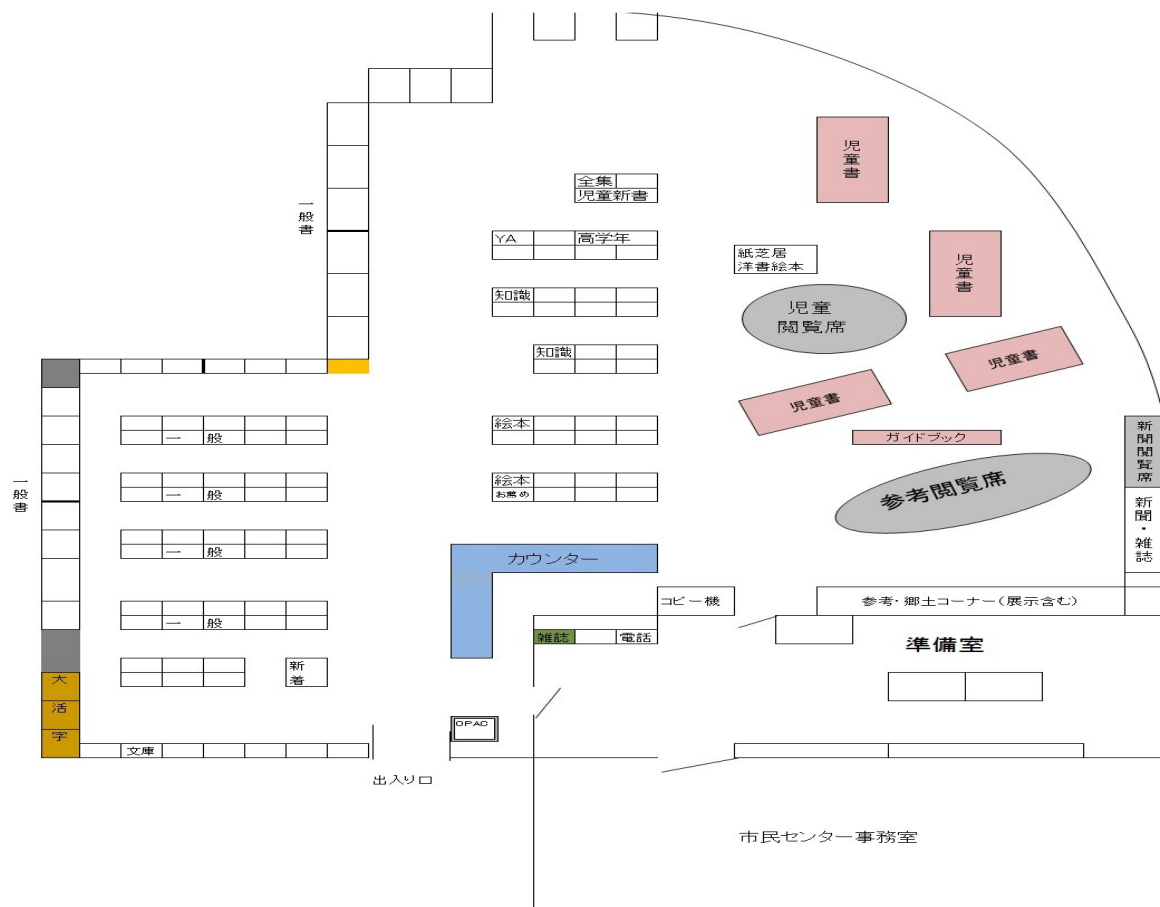 児童書
全集
児童新書
一般書
YA
高学年
紙芝居
洋書絵本
児童書
知識
児童
閲覧席
知識
児童書
児童書
絵本
ガイドブック
新聞閲覧席
一般
一般書
絵本
お薦め
参考閲覧席
一般
新聞・雑誌
一般
カウンター
コピー機
参考・郷土コーナー(展示含む)
一般
雑誌
電話
準備室
新着
大活字
OPAC
文庫
出入り口
市民センター事務室